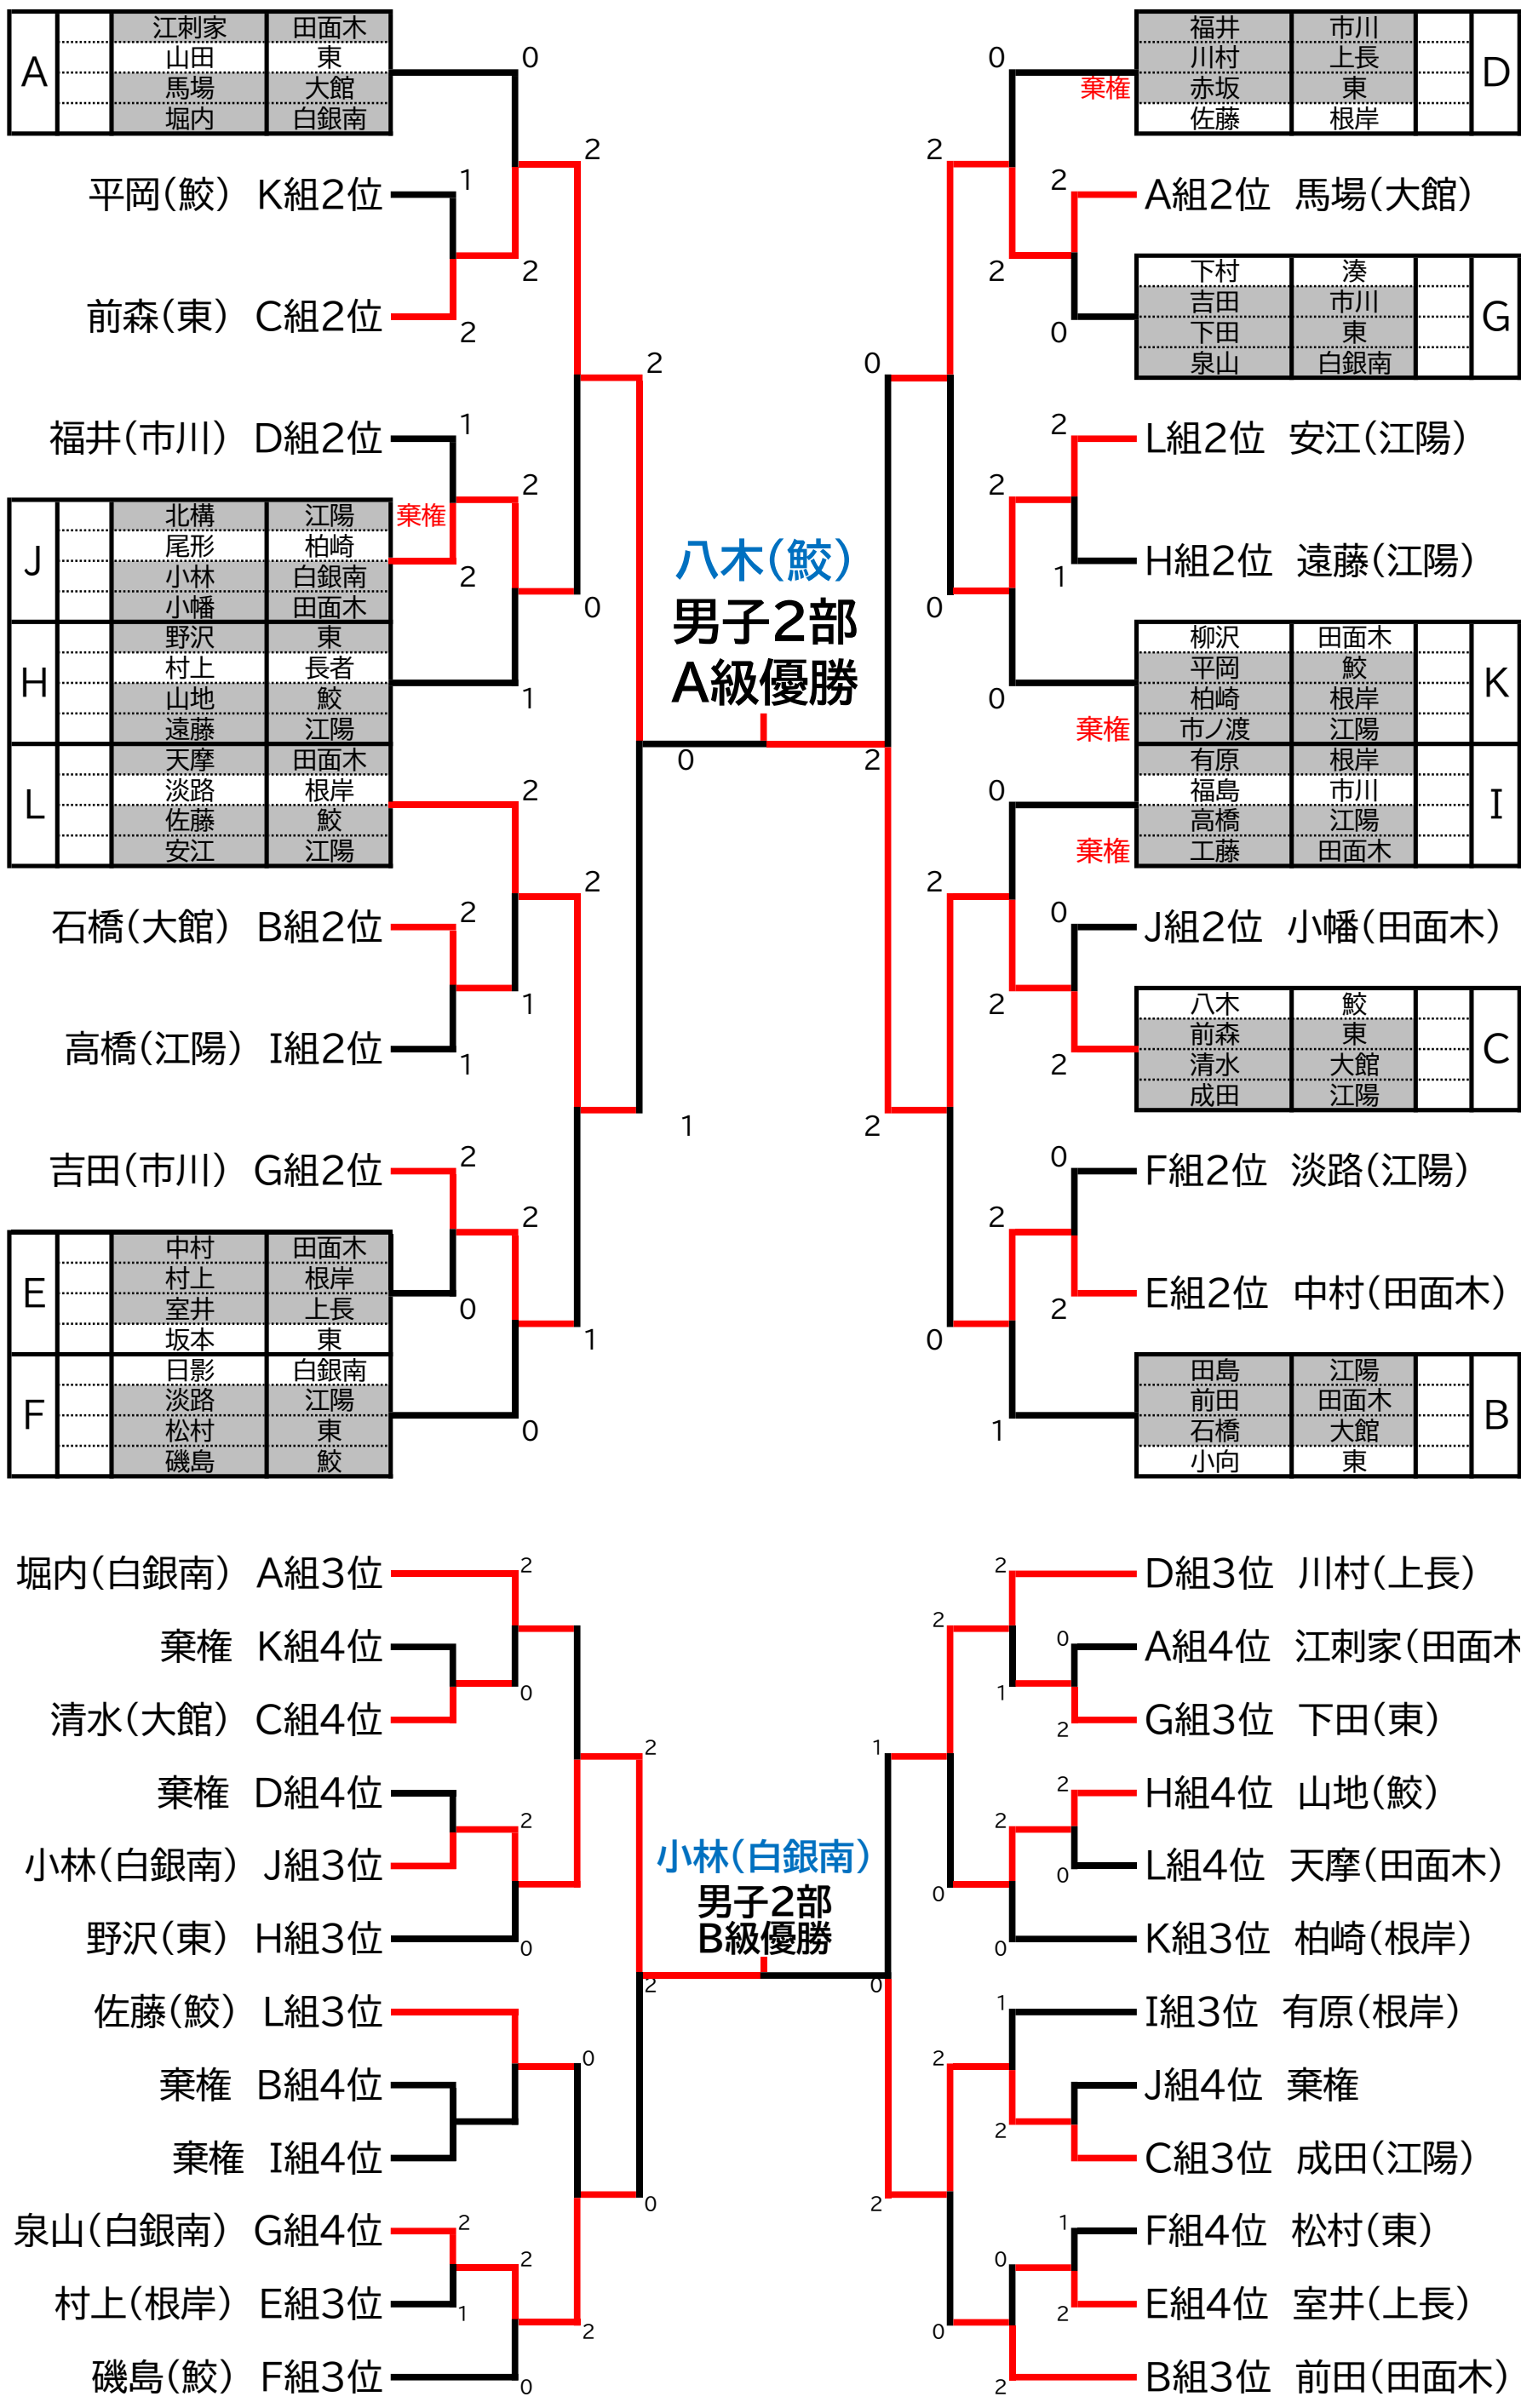 A
江刺家 田面木
山田 東
馬場 大館
堀内 白銀南
0
平岡(鮫) K組2位
1
2
前森(東) C組2位
2
2
福井(市川) D組2位
1
2
2
J
北構 江陽
尾形 柏崎
小林 白銀南
小幡 田面木
棄権
2
0
H
野沢 東
村上 長者
山地 鮫
遠藤 江陽
1
L
天摩 田面木
淡路 根岸
佐藤 鮫
安江 江陽
2
石橋(大館) B組2位
2
2
1
高橋(江陽) I組2位
1
1
吉田(市川) G組2位
2
2
E
中村 田面木
村上 根岸
室井 上長
坂本 東
0
1
F
日影 白銀南
淡路 江陽
松村 東
磯島 鮫
0
八木(鮫)
男子2部
A級優勝
0
2
0
棄権
福井 市川
川村 上長
赤坂 東
佐藤 根岸
D
2
2
A組2位 馬場(大館)
2
0
下村 湊
吉田 市川
下田 東
泉山 白銀南
G
0
2
L組2位 安江(江陽)
2
1
H組2位 遠藤(江陽)
0
0
棄権
柳沢 田面木
平岡 鮫
柏崎 根岸
市ノ渡 江陽
K
0
棄権
有原 根岸
福島 市川
高橋 江陽
工藤 田面木
I
2
0
J組2位 小幡(田面木)
2
2
八木 鮫
前森 東
清水 大館
成田 江陽
C
2
0
F組2位 淡路(江陽)
2
2
E組2位 中村(田面木)
0
1
田島 江陽
前田 田面木
石橋 大館
小向 東
B
堀内(白銀南) A組3位
2
棄権 K組4位
0
清水(大館) C組4位
2
棄権 D組4位
2
小林(白銀南) J組3位
野沢(東) H組3位
0
佐藤(鮫) L組3位
2
0
棄権 B組4位
棄権 I組4位
0
泉山(白銀南) G組4位
2
2
村上(根岸) E組3位
1
2
磯島(鮫) F組3位
0
小林(白銀南)
男子2部
B級優勝
0
2
D組3位 川村(上長)
2
0
A組4位 江刺家(田面木
1
2
G組3位 下田(東)
1
2
2
H組4位 山地(鮫)
0
0
L組4位 天摩(田面木)
0
K組3位 柏崎(根岸)
1
I組3位 有原(根岸)
2
J組4位 棄権
2
C組3位 成田(江陽)
2
1
F組4位 松村(東)
0
2
E組4位 室井(上長)
0
2
B組3位 前田(田面木)